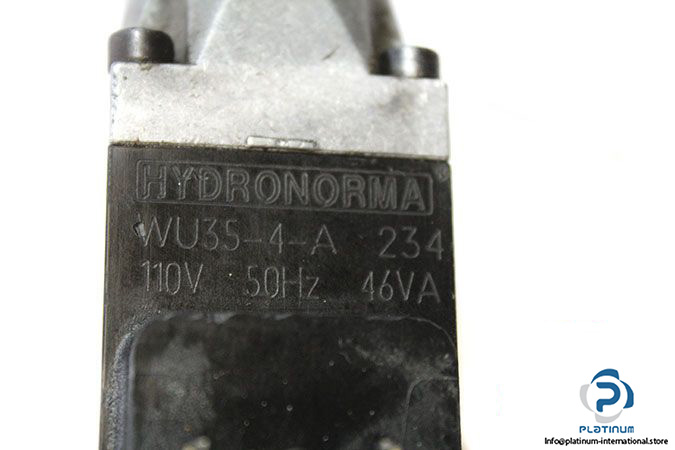 HYDRONORMA
WU35-4-A 234
110V 50Hz 46VA
PLATINUM
Info@platinum-international.store